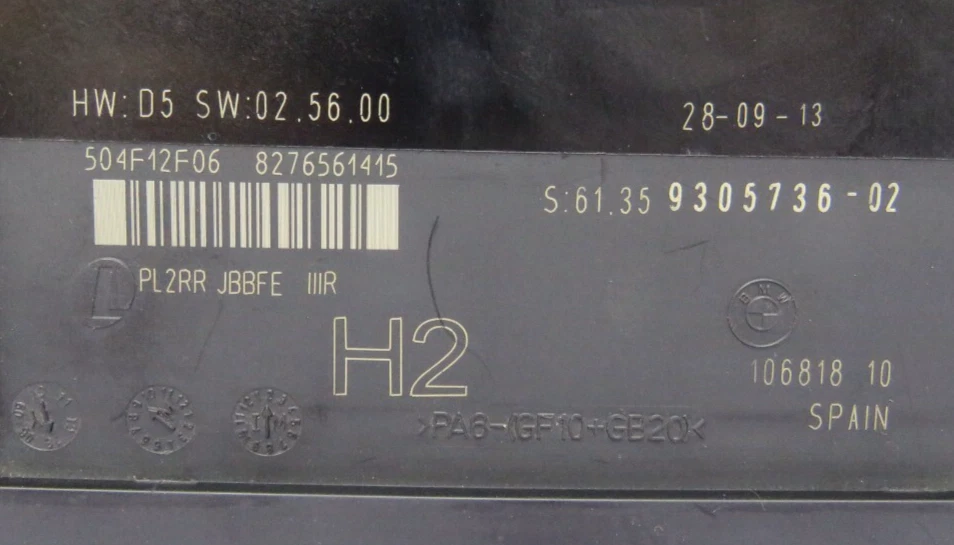 HW: D5 SW:02.56.00
28-09-13
504F12F06 8276561415
S:61.35 9305736-02
PL2RR JBBFE IIIR
L
BMW
H2
106818 10
>PA6-(GF10+GB20)<
SPAIN